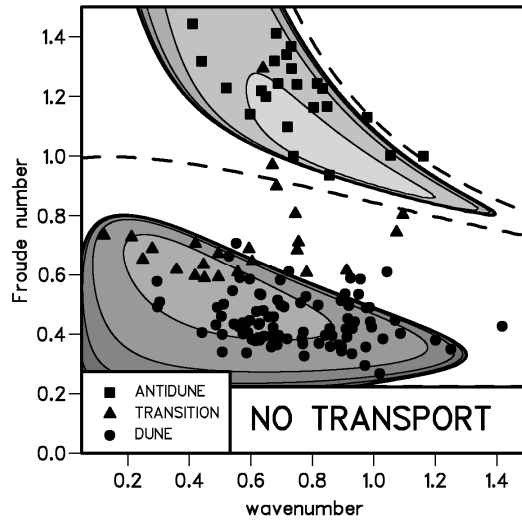 1.4
1.2
1.0
0.8
0.6
0.4
0.2
0.0
Froude number
ANTIDUNE
TRANSITION
DUNE
NO TRANSPORT
0.2 0.4 0.6 0.8 1.0 1.2 1.4
wavenumber